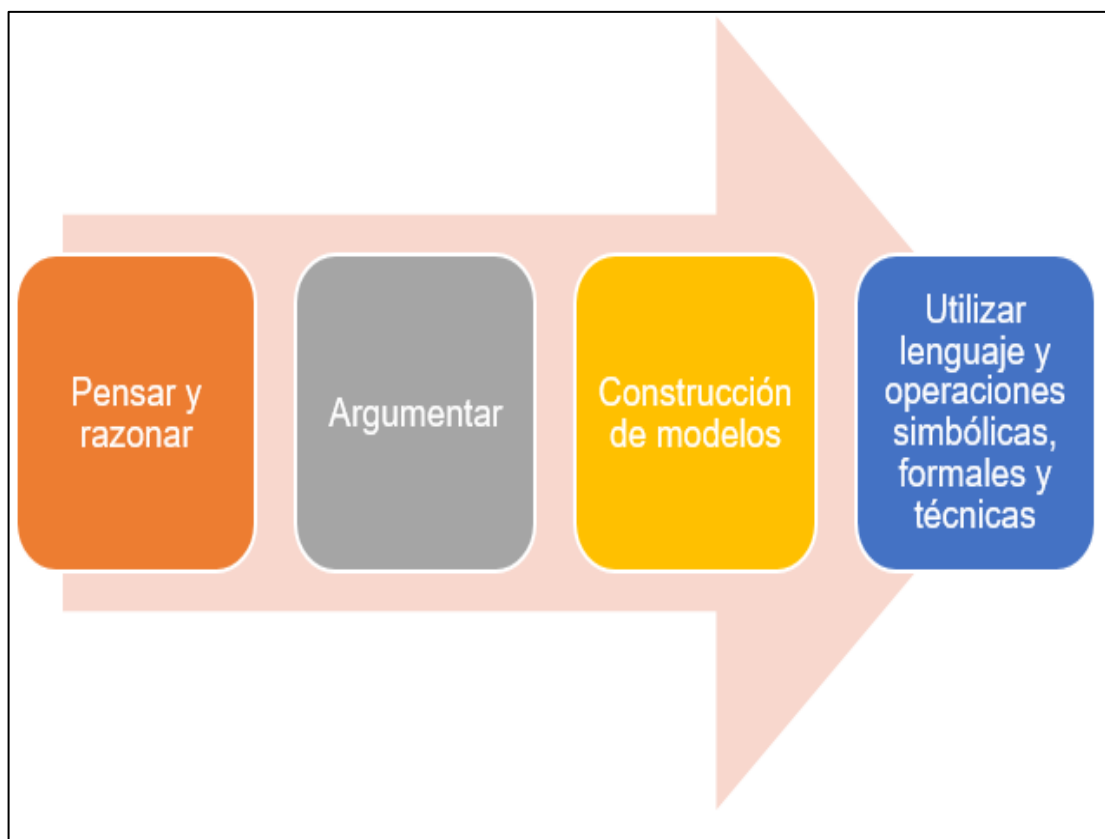 Pensar y
razonar
Argumentar
Construcción
de modelos
Utilizar
lenguaje y
operaciones
simbólicas,
formales y
técnicas